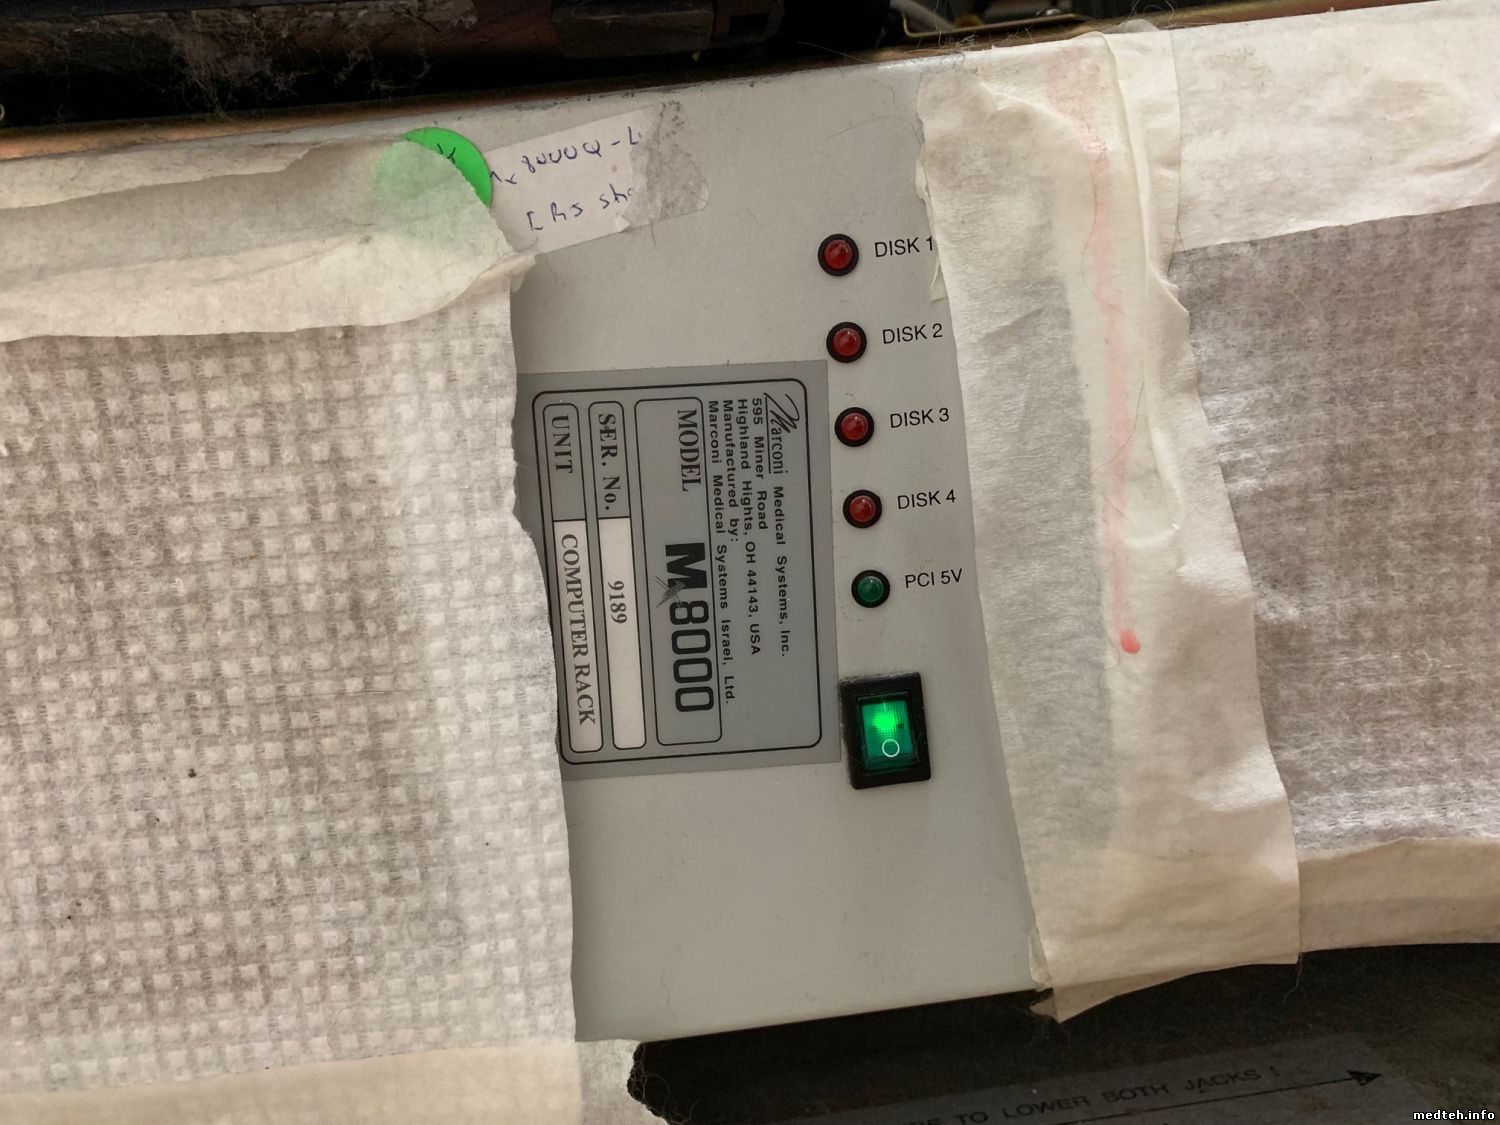 8000Q - L
DISK 1
DISK 2
DISK 3
DISK 4
PCI 5V
Marconi Medical Systems, Inc.
595 Miner Road
Highland Hights, OH 44143, USA
Manufactured by:
Marconi Medical Systems Israel, Ltd.
MODEL Mx8000
SER. No. 9189
UNIT COMPUTER RACK
TO LOWER BOTH JACKS !
medteh.info